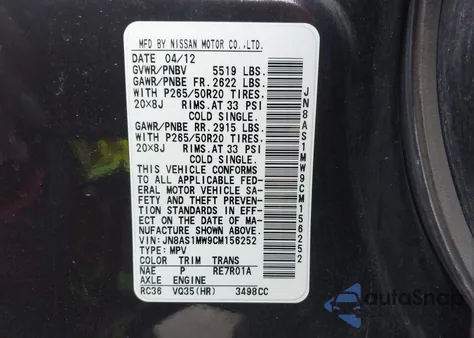 MFD BY NISSAN MOTOR CO.,LTD.
DATE 04/12
GVWR/PNBV 5519 LBS.
GAWR/PNBE FR. 2622 LBS.
WITH P265/50R20 TIRES,
20X8J RIMS, AT 33 PSI
COLD SINGLE.
GAWR/PNBE RR. 2915 LBS.
WITH P265/50R20 TIRES,
20X8J RIMS, AT 33 PSI
COLD SINGLE.
THIS VEHICLE CONFORMS
TO ALL APPLICABLE FED-
ERAL MOTOR VEHICLE SA-
FETY AND THEFT PREVENT-
ION STANDARDS IN EFF-
ECT ON THE DATE OF MA-
NUFACTURE SHOWN ABOVE.
VIN:JN8AS1MW9CM156252
TYPE: MPV
COLOR TRIM TRANS
NAE P RE7R01A
AXLE ENGINE
RC36 VQ35(HR) 3498CC
JN8AS1MW9CM156252
AutoSnap